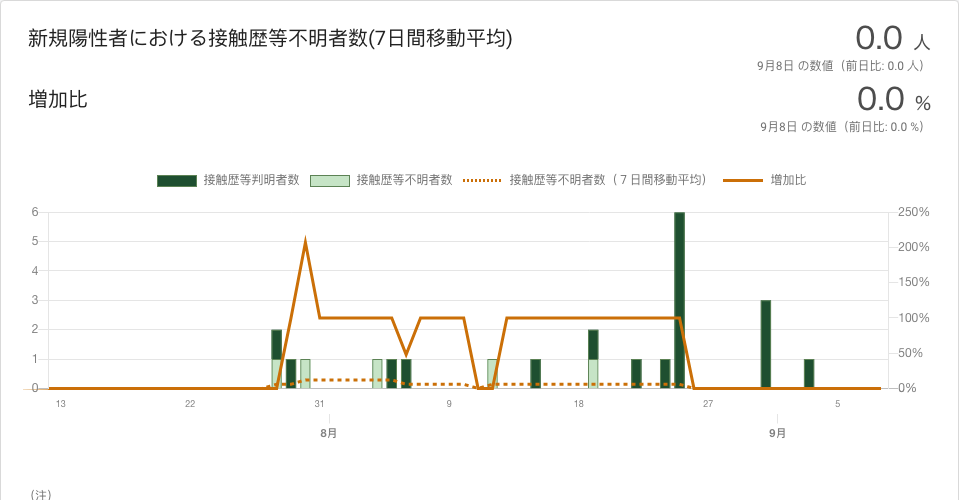 新規陽性者における接触歴等不明者数(7日間移動平均)
0.0 人
9月8日 の数値（前日比: 0.0 人）
増加比
0.0 %
9月8日 の数値（前日比: 0.0 %）
接触歴等判明者数 接触歴等不明者数 接触歴等不明者数（７日間移動平均） 増加比
6 250%
5 200%
4 150%
3 100%
2 50%
1 0%
0
13 22 31 9 18 27 5
8月 9月
（注）